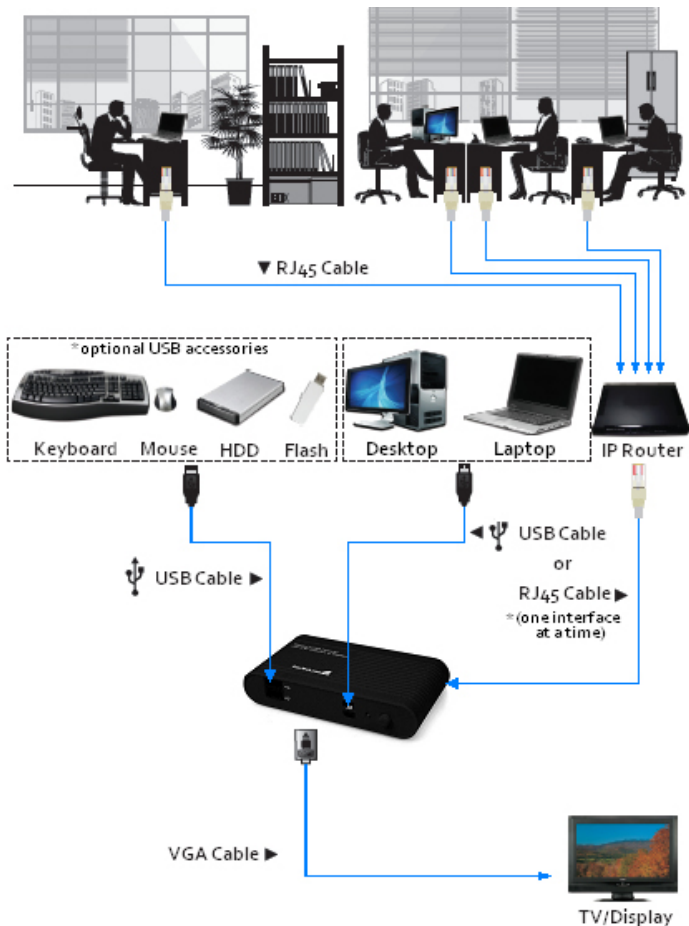 ▼ RJ45 Cable
*optional USB accessories
Keyboard Mouse HDD Flash
Desktop Laptop
IP Router
USB Cable ►
◄ USB Cable
or
RJ45 Cable ►
*(one interface
at a time)
VGA Cable ►
TV/Display